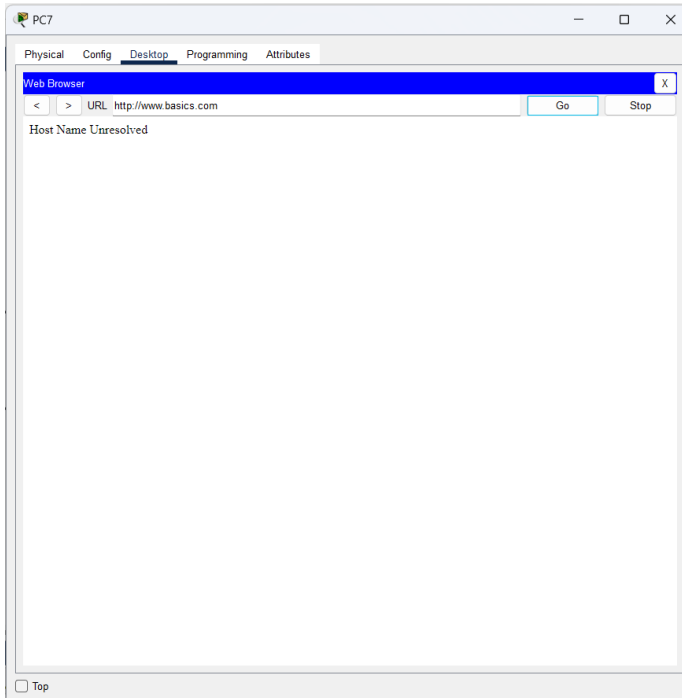 PC7
Physical Config Desktop Programming Attributes
Web Browser X
< > URL http://www.basics.com Go Stop
Host Name Unresolved
Top